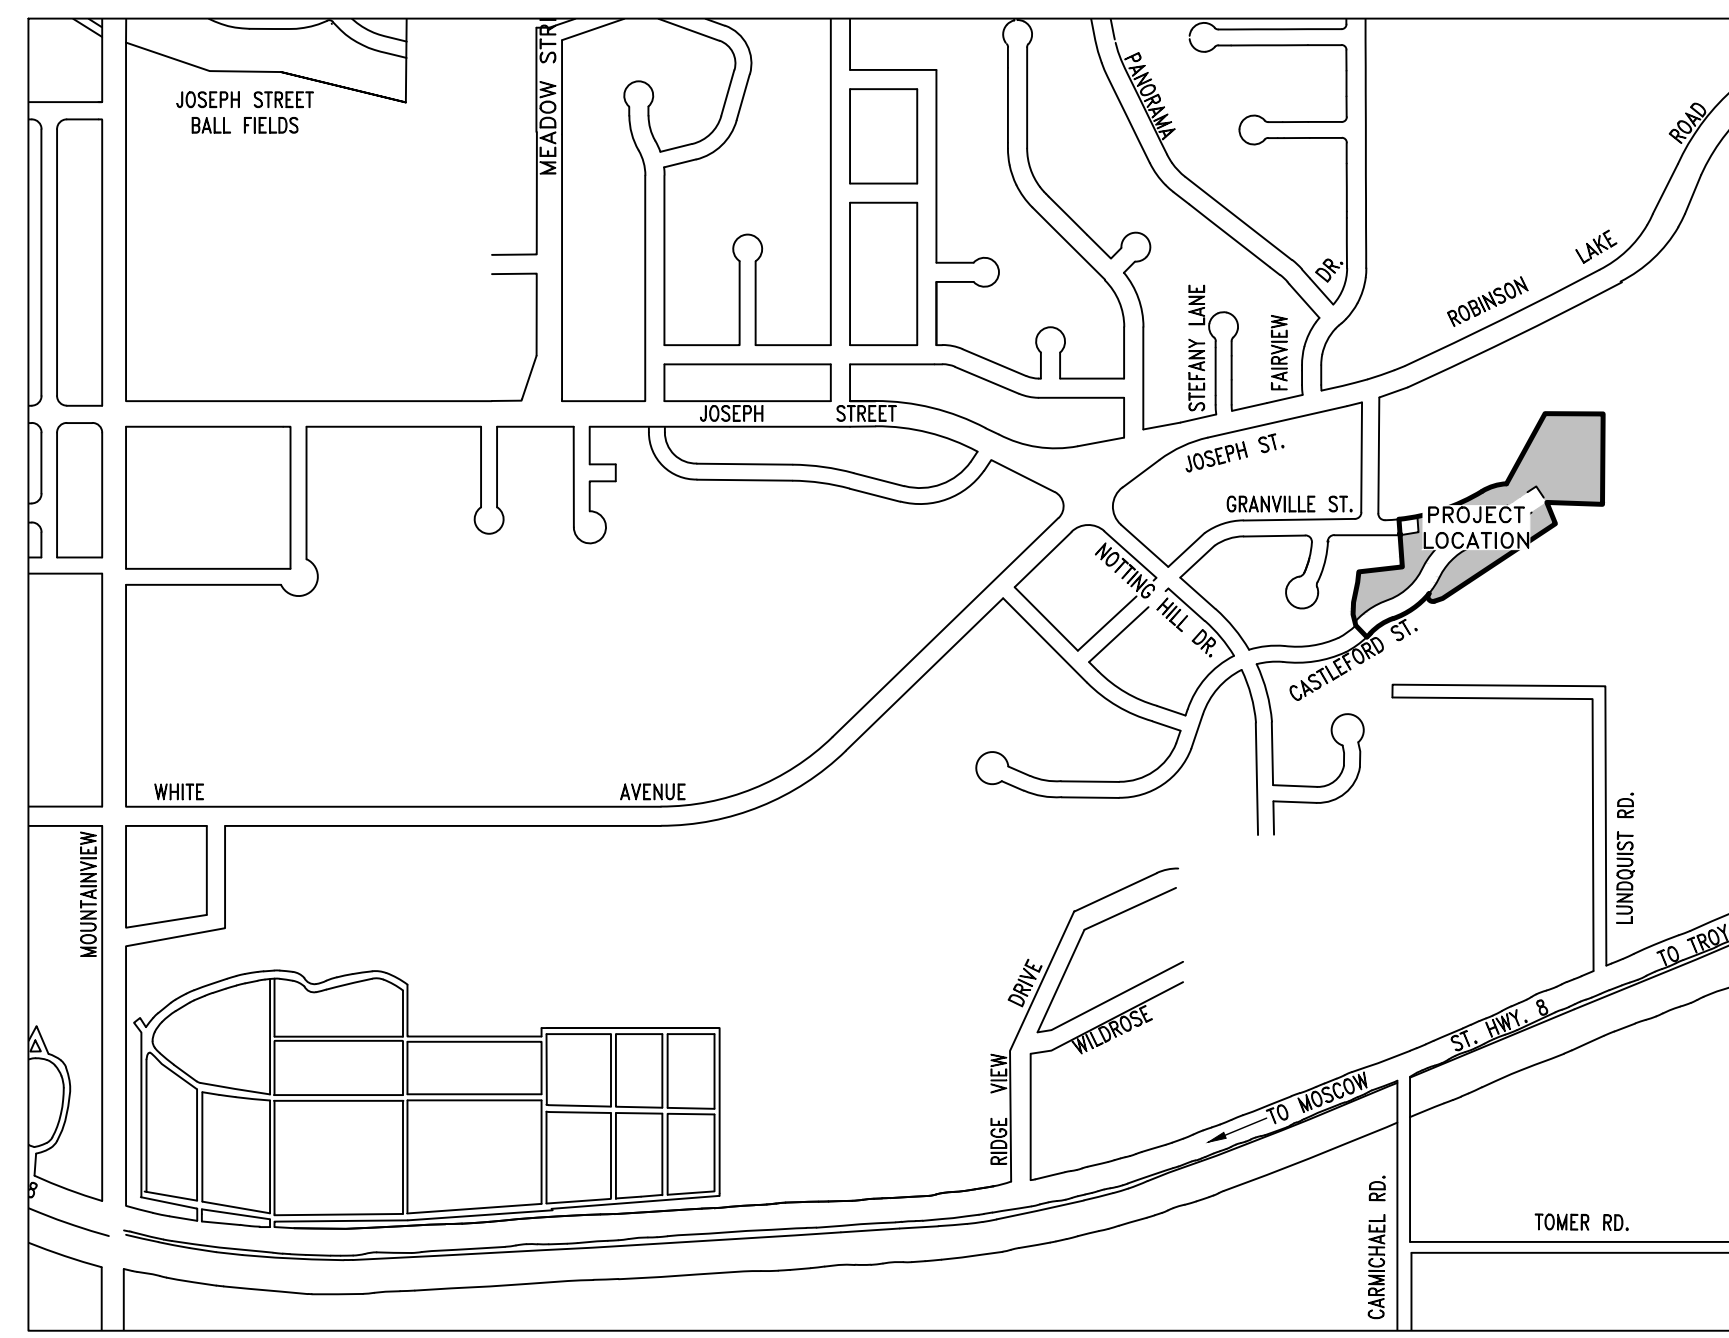 MEADOW STR
JOSEPH STREET
BALL FIELDS
PANORMA
DR.
ROAD
LAKE
ROBINSON
STEFANY LANE
FAIRVIEW
JOSEPH STREET
JOSEPH ST.
GRANVILLE ST.
PROJECT
LOCATION
NOTTING HILL DR.
CASTLEFORD ST.
WHITE AVENUE
MOUNTAINVIEW
LUNDQUIST RD.
TO TROY
RIDGE VIEW DRIVE
WILDROSE
ST. HWY. 8
TO MOSCOW
8
CARMICHAEL RD.
TOMER RD.